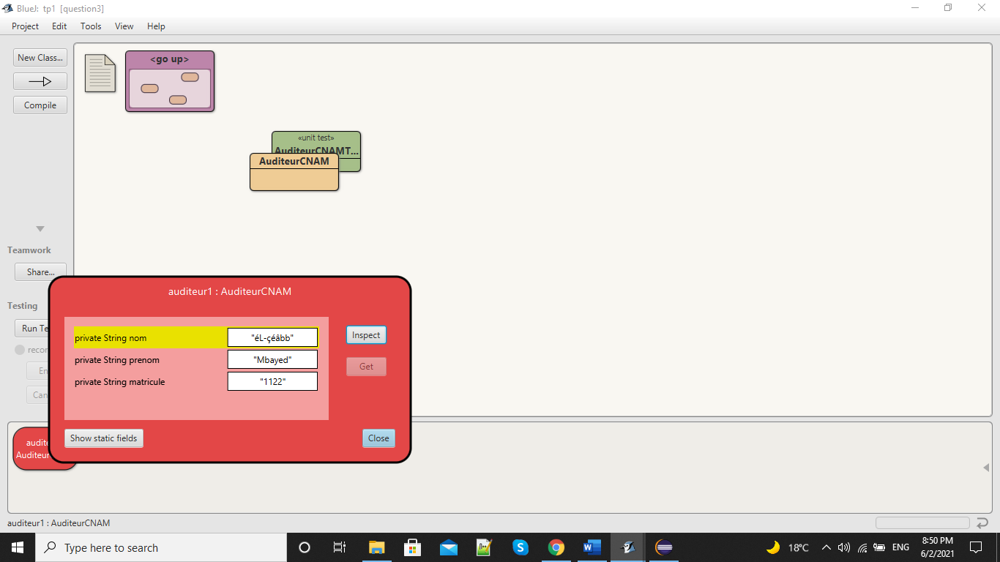 BlueJ: tp1 [question3]
Project Edit Tools View Help
New Class...
Compile
<go up>
«unit test»
AuditeurCNAMT...
AuditeurCNAM
Teamwork
Share...
Testing
Run Te
recor
En
Can
auditeur1 : AuditeurCNAM
private String nom "éL-çéâbb"
private String prenom "Mbayed"
private String matricule "1122"
Inspect
Get
Show static fields
Close
audite
Auditeur
auditeur1 : AuditeurCNAM
Type here to search
18°C
ENG
8:50 PM
6/2/2021